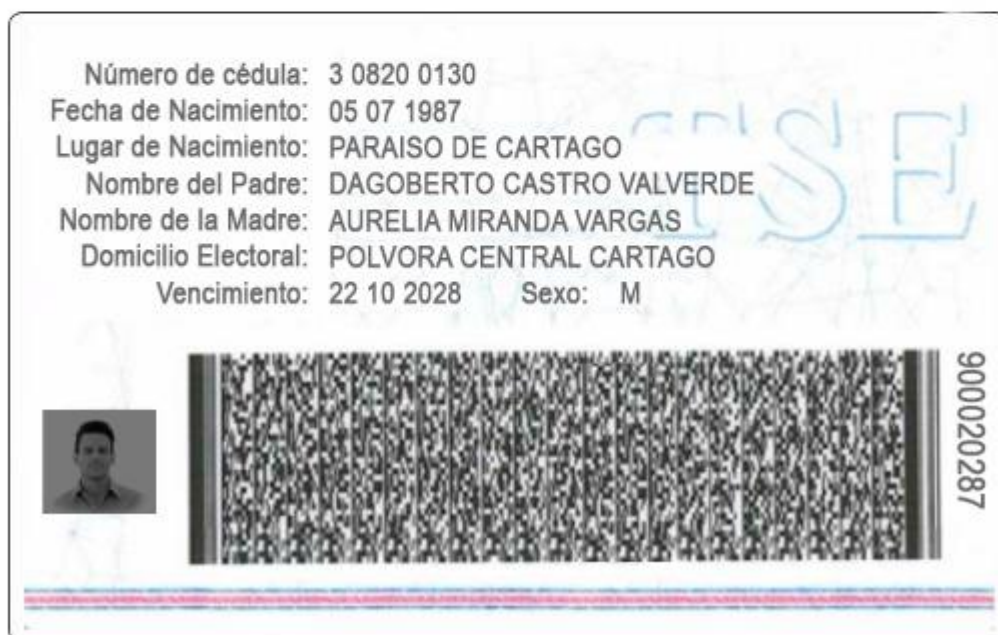 Número de cédula: 3 0820 0130
Fecha de Nacimiento: 05 07 1987
Lugar de Nacimiento: PARAISO DE CARTAGO
Nombre del Padre: DAGOBERTO CASTRO VALVERDE
Nombre de la Madre: AURELIA MIRANDA VARGAS
Domicilio Electoral: POLVORA CENTRAL CARTAGO
Vencimiento: 22 10 2028 Sexo: M
TSE
900020287